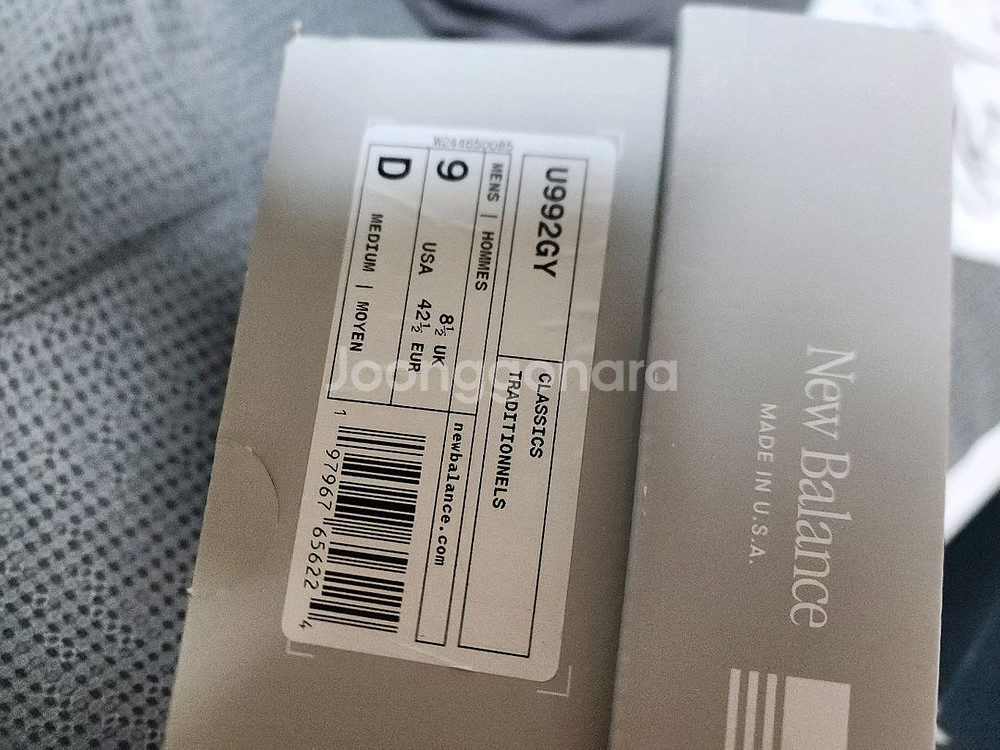 W244650085
U992GY
CLASSICS
TRADITIONNELS
MENS | HOMMES
9
USA
8½ UK
42½ EUR
D
MEDIUM | MOYEN
newbalance.com
1 97967 65622 4
New Balance
MADE IN U.S.A.
Joonggonara